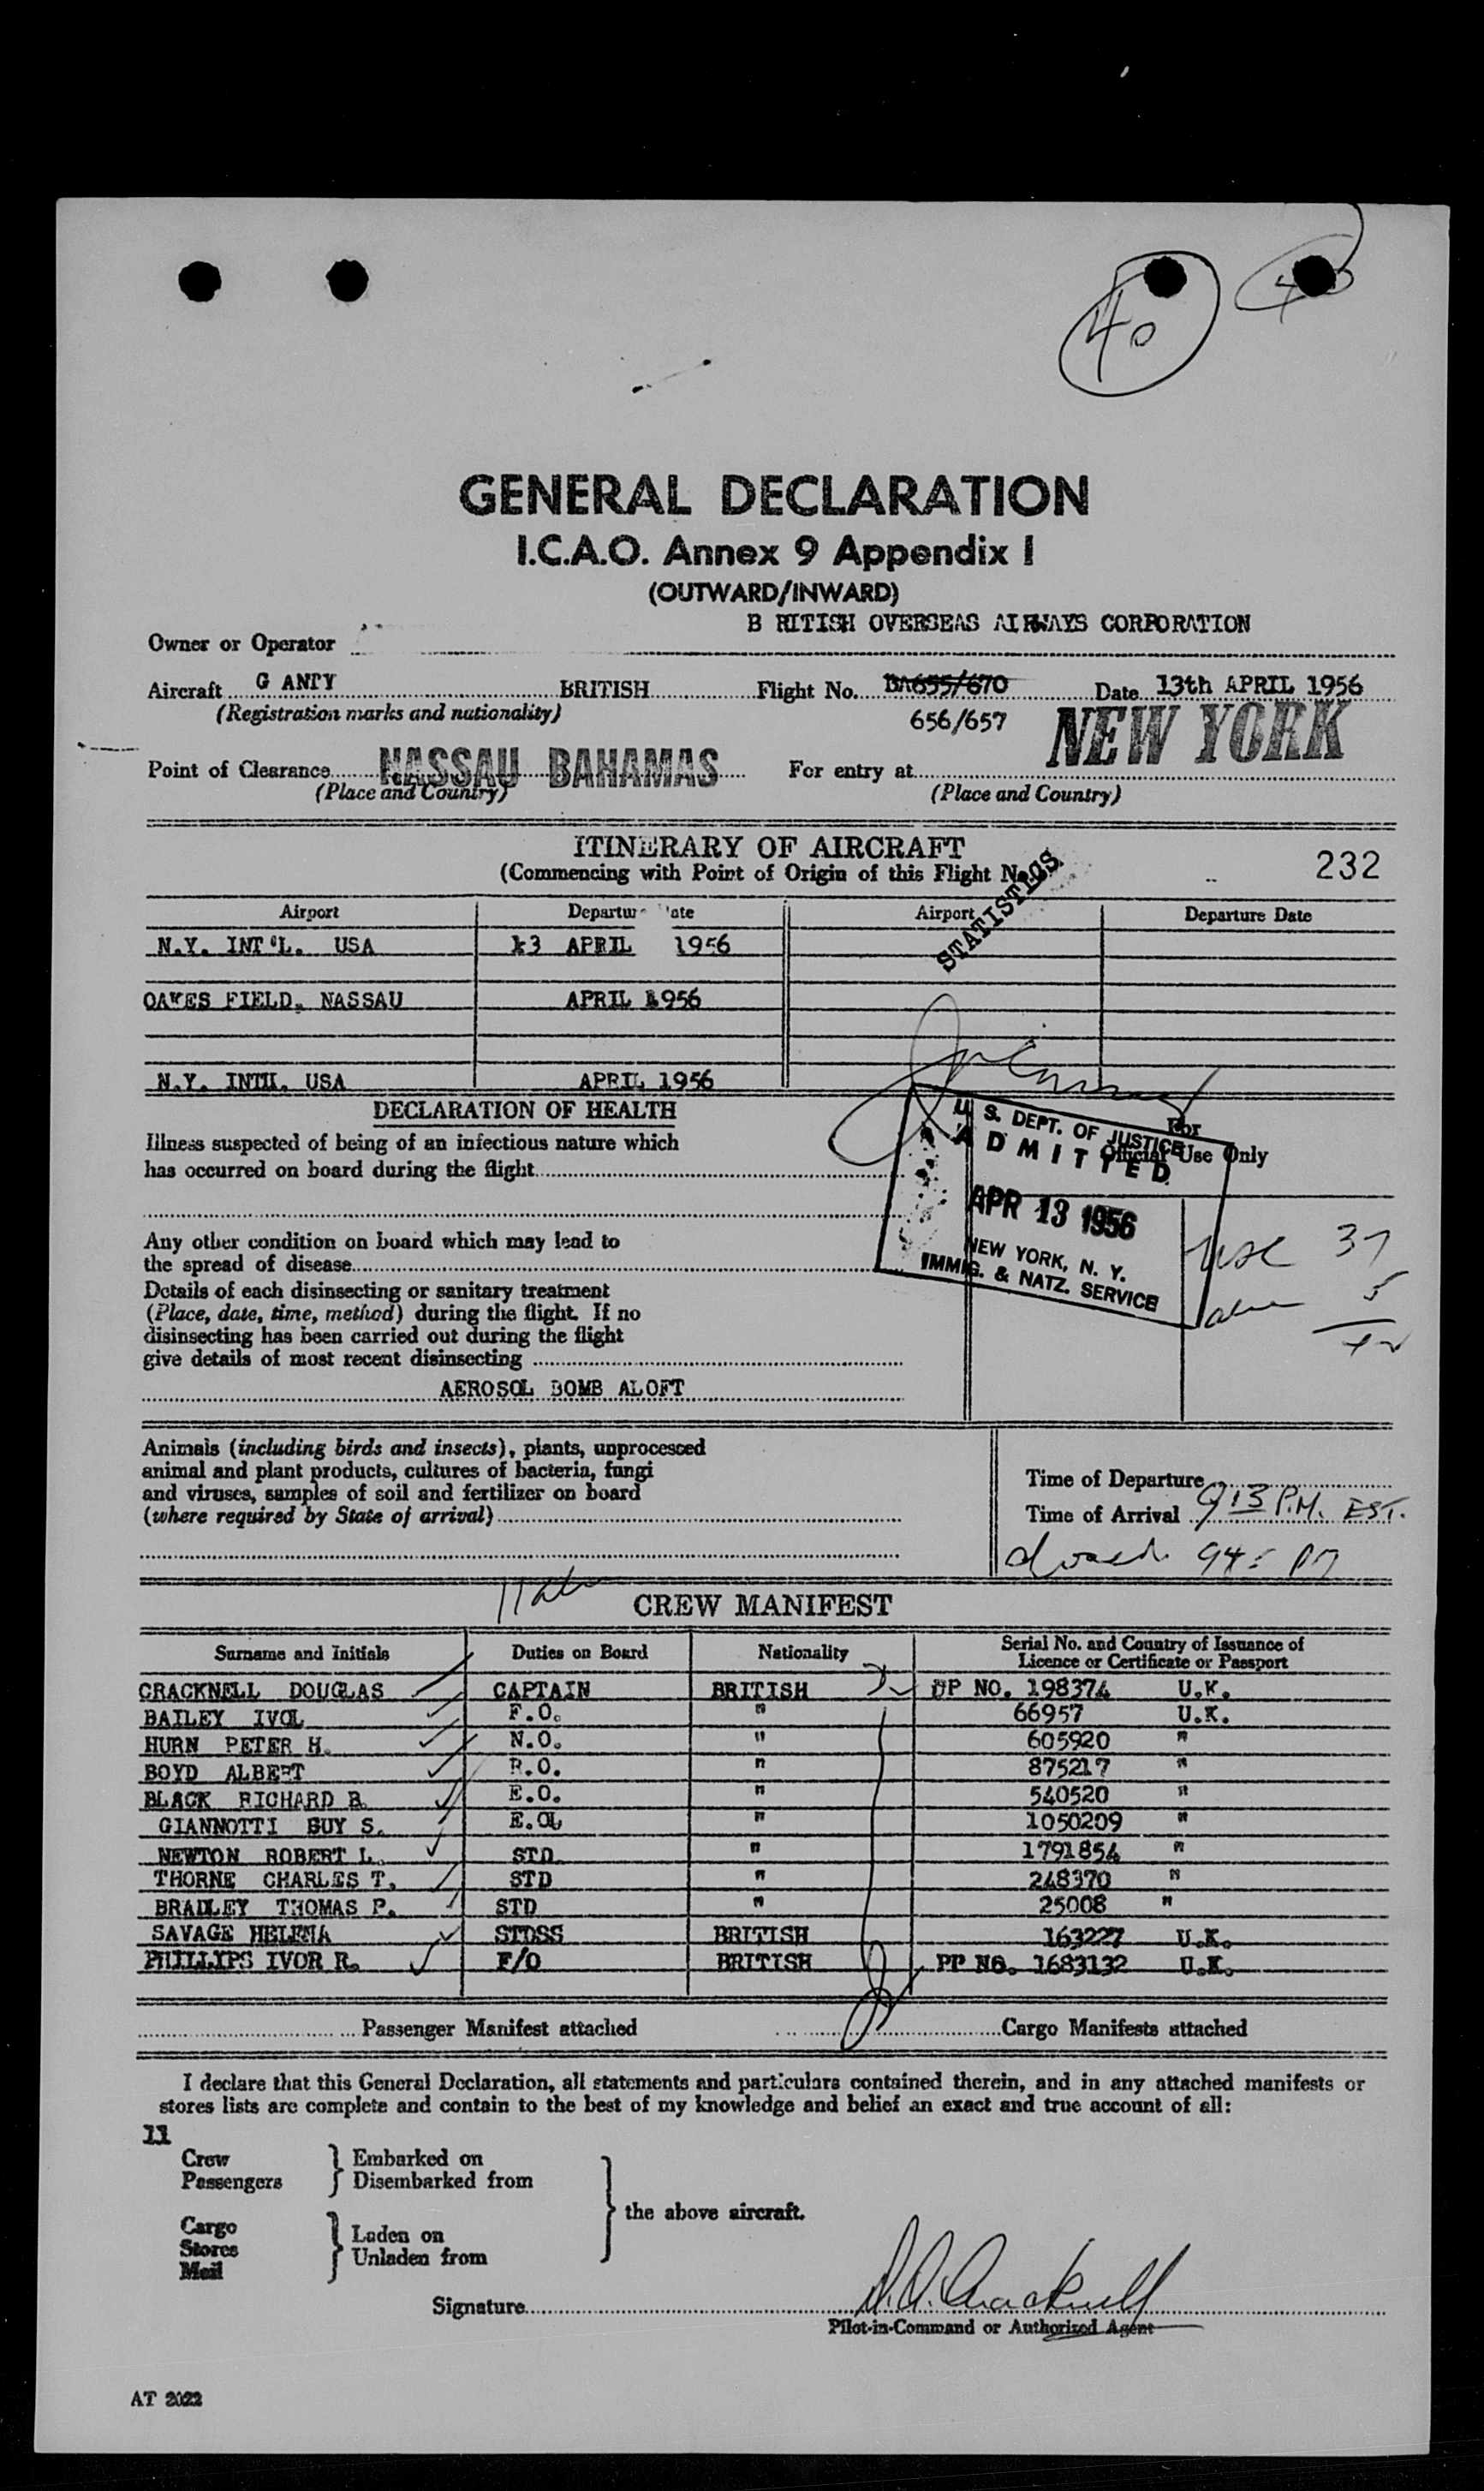 40
40
GENERAL DECLARATION
I.C.A.O. Annex 9 Appendix I
(OUTWARD/INWARD)
B RITISH OVERSEAS AIRWAYS CORPORATION
Owner or Operator
Aircraft G ANTY BRITISH Flight No. BA655/670 Date 13th APRIL 1956
(Registration marks and nationality)
656/657 NEW YORK
Point of Clearance NASSAU BAHAMAS For entry at
(Place and Country) (Place and Country)
ITINERARY OF AIRCRAFT
(Commencing with Point of Origin of this Flight No.
232
STATISTICS
Airport Departure Date Airport Departure Date
N.Y. INT'L. USA 13 APRIL 1956
OAKES FIELD, NASSAU APRIL 1956
N.Y. INTL. USA APRIL 1956
DECLARATION OF HEALTH
For
Official Use Only
U. S. DEPT. OF JUSTICE
ADMITTED
APR 13 1956
NEW YORK, N. Y.
IMMIG. & NATZ. SERVICE
Illness suspected of being of an infectious nature which
has occurred on board during the flight
Any other condition on board which may lead to
the spread of disease
usc 37
5
Details of each disinsecting or sanitary treatment
(Place, date, time, method) during the flight. If no
disinsecting has been carried out during the flight
give details of most recent disinsecting
AEROSOL BOMB ALOFT
Animals (including birds and insects), plants, unprocessed
animal and plant products, cultures of bacteria, fungi
and viruses, samples of soil and fertilizer on board
(where required by State of arrival)
Time of Departure
Time of Arrival 913 P.M. EST.
945 PM
CREW MANIFEST
Surname and Initials Duties on Board Nationality Serial No. and Country of Issuance of
Licence or Certificate or Passport
CRACKNELL DOUGLAS CAPTAIN BRITISH PP NO. 198374 U.K.
BAILEY IVOL F.O. " 66957 U.K.
HURN PETER H. N.O. " 605920 "
BOYD ALBERT R.O. " 875217 "
BLACK RICHARD B. E.O. " 540520 "
GIANNOTTI GUY S. E.O. " 1050209 "
NEWTON ROBERT L. STD " 1791854 "
THORNE CHARLES T. STD " 248370 "
BRADLEY THOMAS P. STD " 25008 "
SAVAGE HELENA STDSS BRITISH 163227 U.K.
PHILLIPS IVOR R. F/O BRITISH PP NO. 1683132 U.K.
Passenger Manifest attached Cargo Manifests attached
I declare that this General Declaration, all statements and particulars contained therein, and in any attached manifests or
stores lists are complete and contain to the best of my knowledge and belief an exact and true account of all:
11
Crew Embarked on
Passengers Disembarked from
the above aircraft.
Cargo Laden on
Stores Unladen from
Mail
Signature D.A. Cracknell
Pilot-in-Command or Authorized Agent
AT 2022